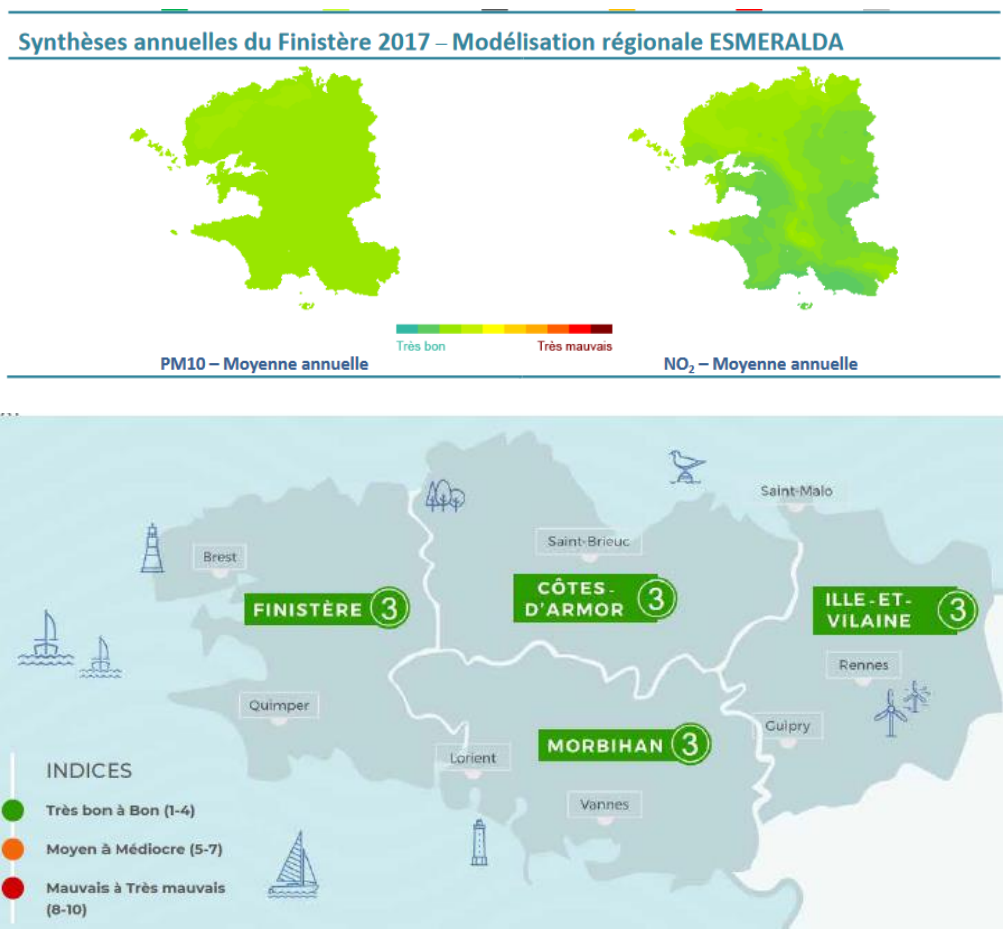 Synthèses annuelles du Finistère 2017 – Modélisation régionale ESMERALDA
Très bon
Très mauvais
PM10 – Moyenne annuelle
NO₂ – Moyenne annuelle
Saint-Malo
Saint-Brieuc
Brest
FINISTÈRE 3
CÔTES-
D'ARMOR 3
ILLE-ET-
VILAINE 3
Rennes
Quimper
Guipry
MORBIHAN 3
Lorient
Vannes
INDICES
Très bon à Bon (1-4)
Moyen à Médiocre (5-7)
Mauvais à Très mauvais
(8-10)